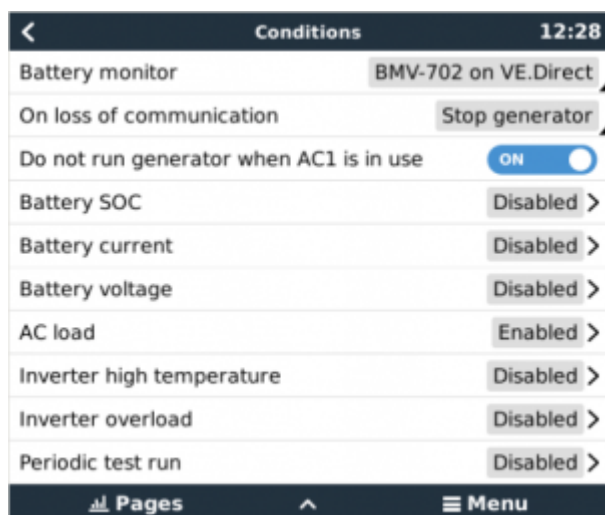 Conditions 12:28
Battery monitor BMV-702 on VE.Direct
On loss of communication Stop generator
Do not run generator when AC1 is in use ON
Battery SOC Disabled
Battery current Disabled
Battery voltage Disabled
AC load Enabled
Inverter high temperature Disabled
Inverter overload Disabled
Periodic test run Disabled
Pages Menu